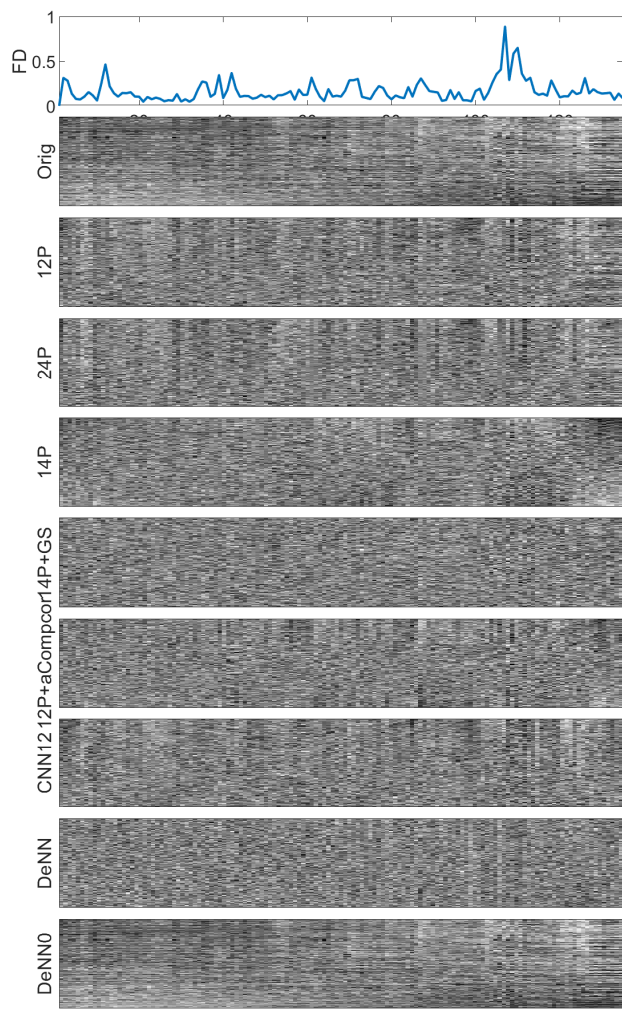 1
0.5
0
FD
Orig
12P
24P
14P
14P+GS
12P+aCompcor
CNN12
DeNN
DeNN0